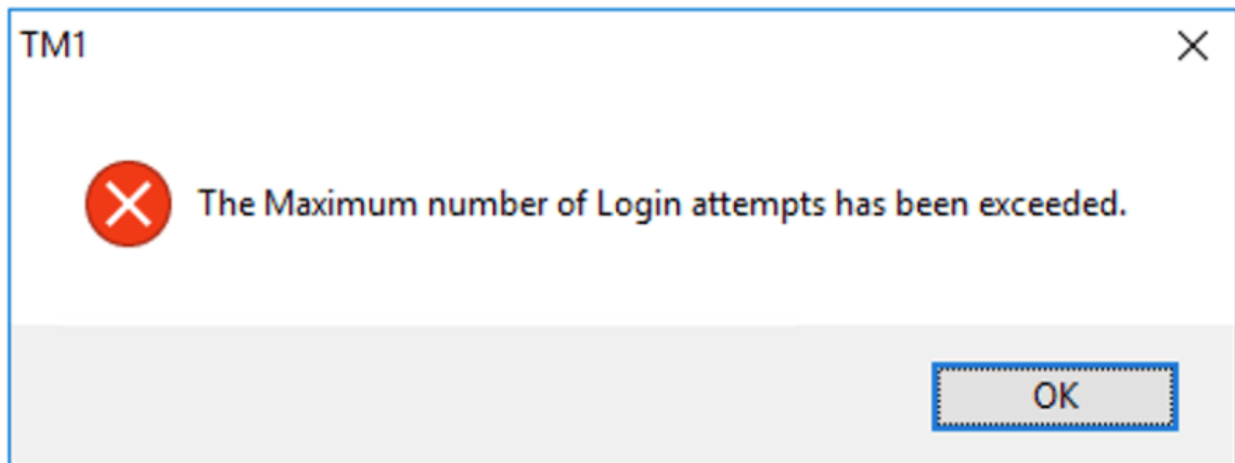 TM1
The Maximum number of Login attempts has been exceeded.
OK